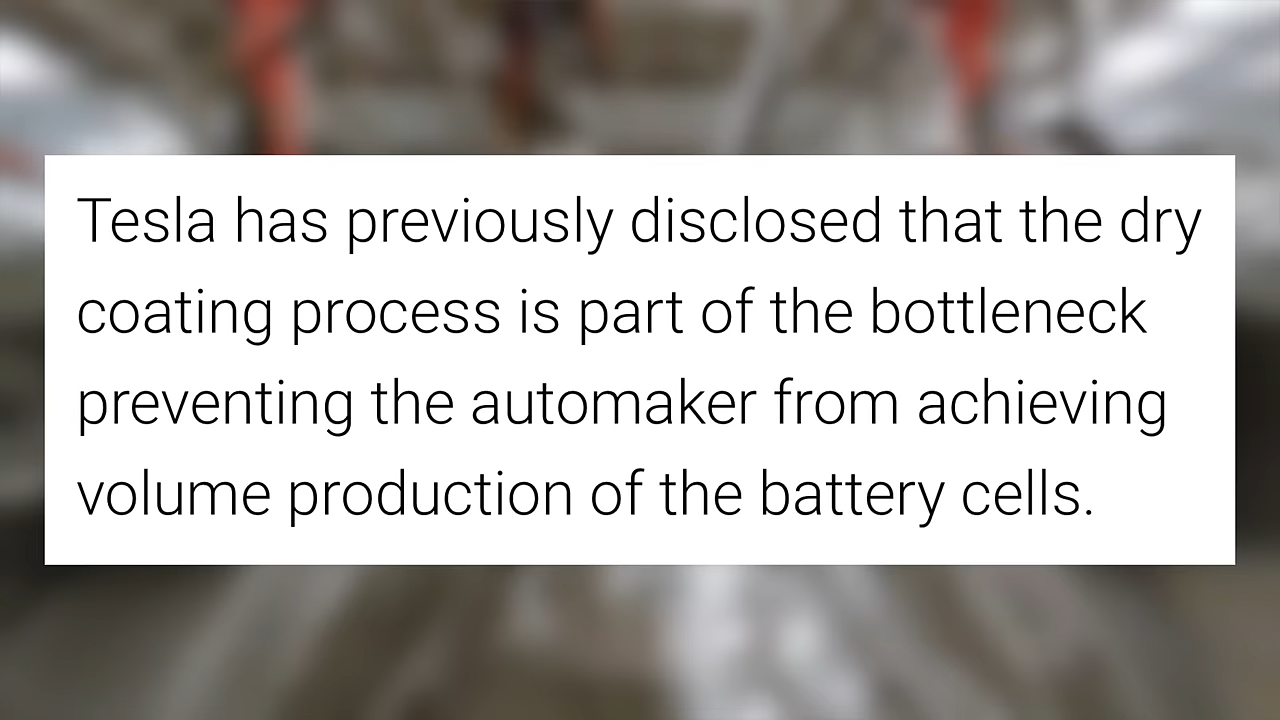 Tesla has previously disclosed that the dry
coating process is part of the bottleneck
preventing the automaker from achieving
volume production of the battery cells.